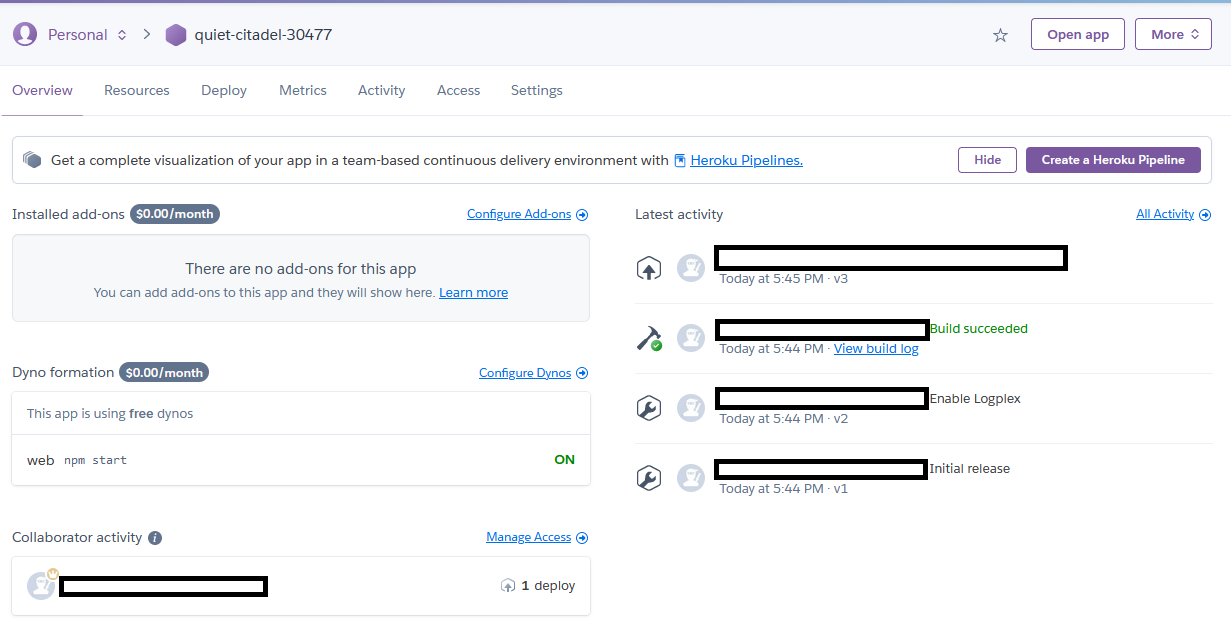 Personal quiet-citadel-30477 Open app More
Overview Resources Deploy Metrics Activity Access Settings
Get a complete visualization of your app in a team-based continuous delivery environment with Heroku Pipelines. Hide Create a Heroku Pipeline
Installed add-ons $0.00/month Configure Add-ons
There are no add-ons for this app
You can add add-ons to this app and they will show here. Learn more
Dyno formation $0.00/month Configure Dynos
This app is using free dynos
web npm start ON
Collaborator activity i Manage Access
1 deploy
Latest activity All Activity
Today at 5:45 PM · v3
Build succeeded
Today at 5:44 PM · View build log
Enable Logplex
Today at 5:44 PM · v2
Initial release
Today at 5:44 PM · v1